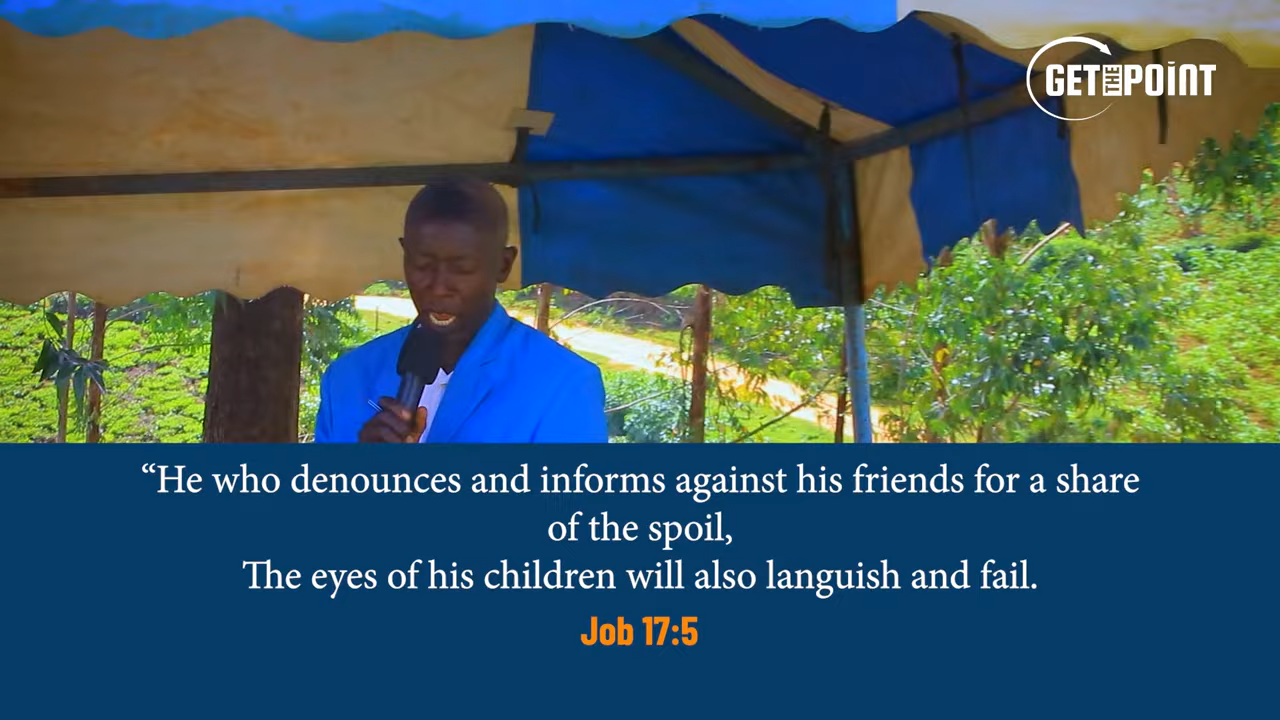 GET THE POINT
“He who denounces and informs against his friends for a share
of the spoil,
The eyes of his children will also languish and fail.
Job 17:5